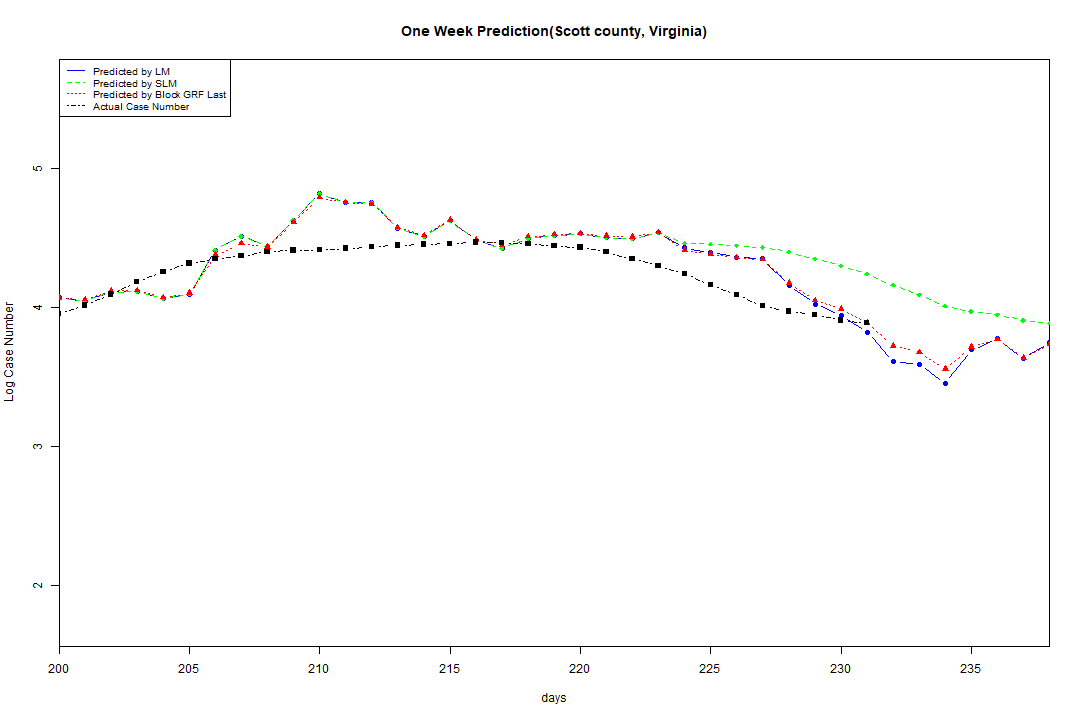 One Week Prediction(Scott county, Virginia)
Predicted by LM
Predicted by SLM
Predicted by Block GRF Last
Actual Case Number
5
4
3
2
Log Case Number
200 205 210 215 220 225 230 235
days